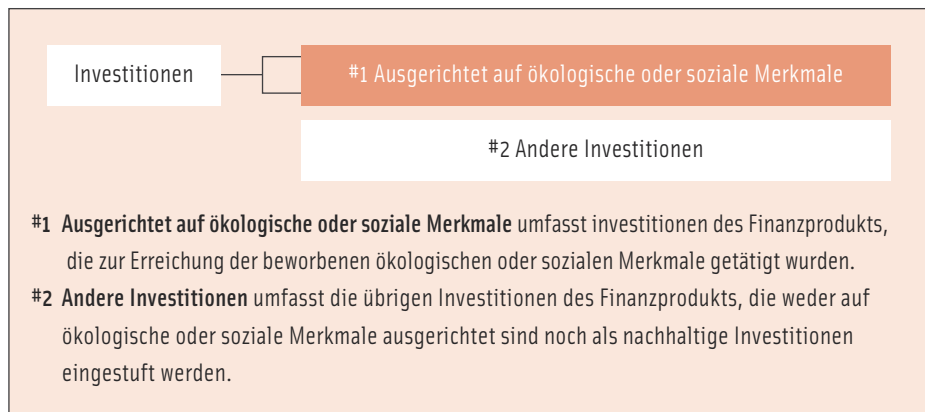 Investitionen
#1 Ausgerichtet auf ökologische oder soziale Merkmale
#2 Andere Investitionen
#1 Ausgerichtet auf ökologische oder soziale Merkmale umfasst investitionen des Finanzprodukts,
die zur Erreichung der beworbenen ökologischen oder sozialen Merkmale getätigt wurden.
#2 Andere Investitionen umfasst die übrigen Investitionen des Finanzprodukts, die weder auf
ökologische oder soziale Merkmale ausgerichtet sind noch als nachhaltige Investitionen
eingestuft werden.